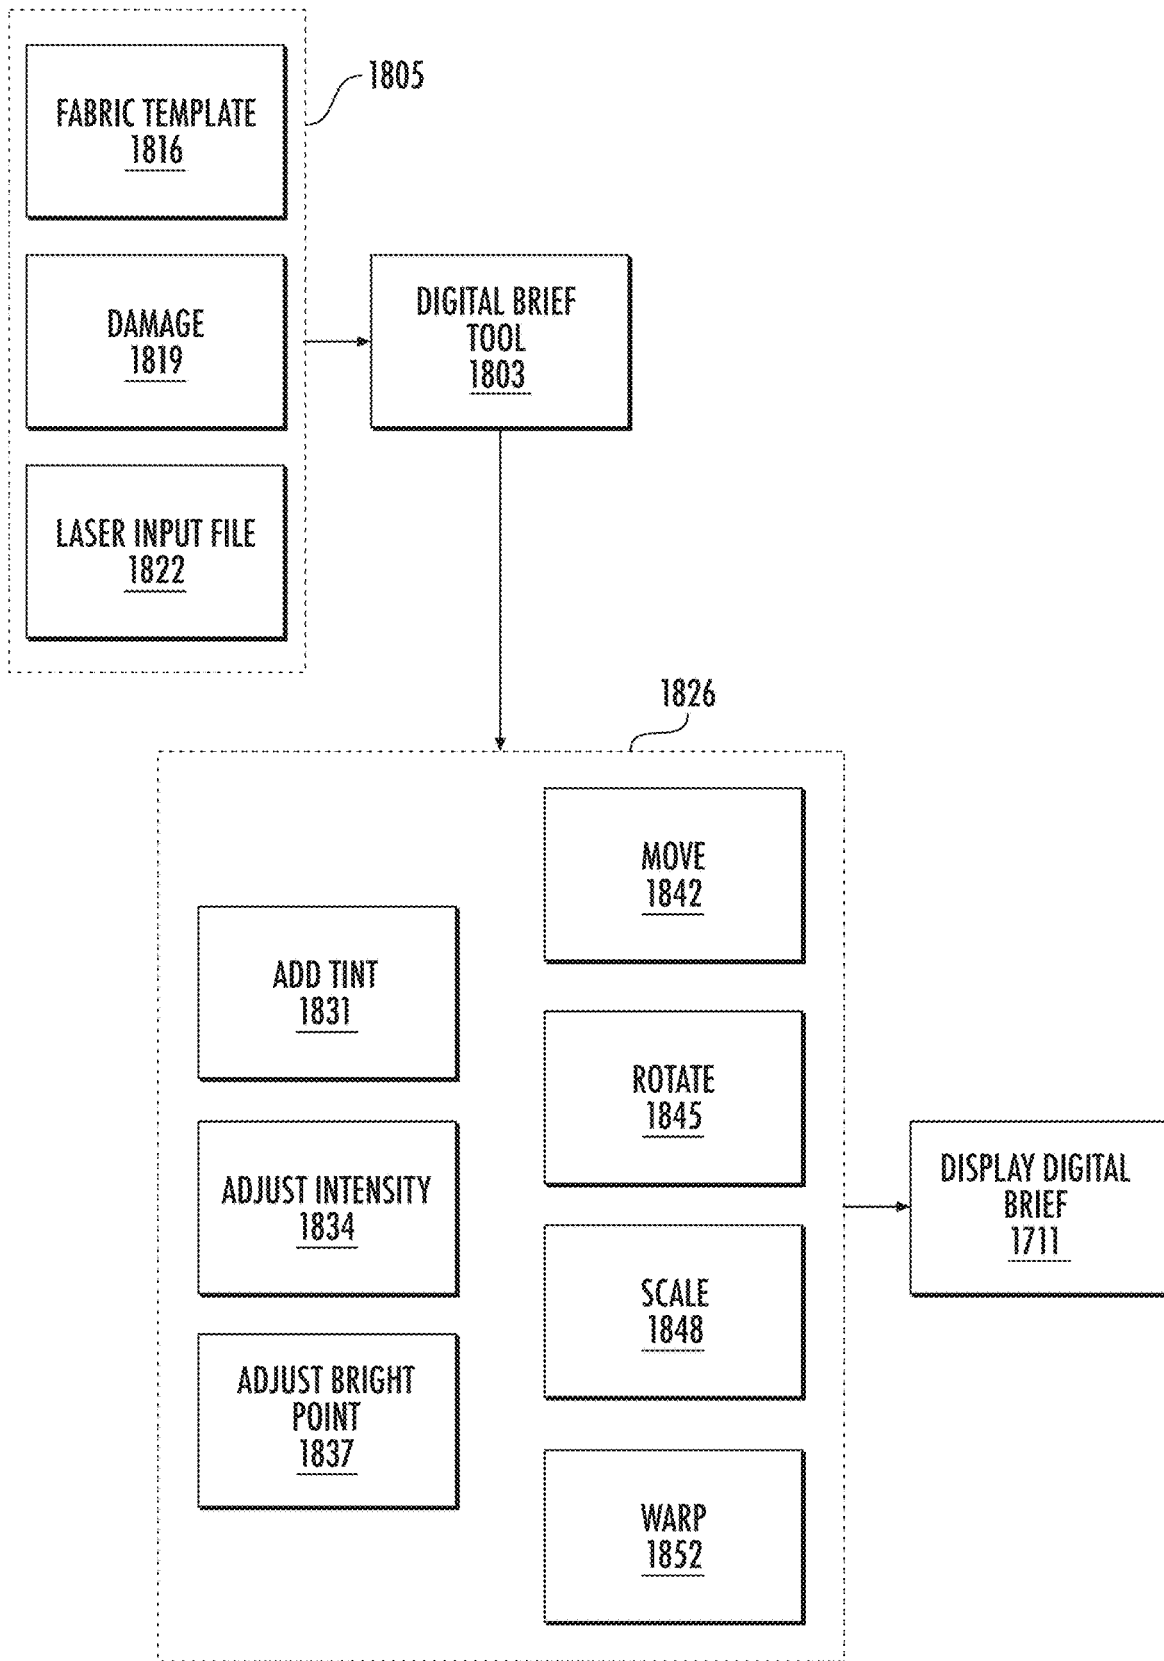 1805
FABRIC TEMPLATE
1816
DAMAGE
1819
LASER INPUT FILE
1822
DIGITAL BRIEF
TOOL
1803
1826
ADD TINT
1831
ADJUST INTENSITY
1834
ADJUST BRIGHT
POINT
1837
MOVE
1842
ROTATE
1845
SCALE
1848
WARP
1852
DISPLAY DIGITAL
BRIEF
1711